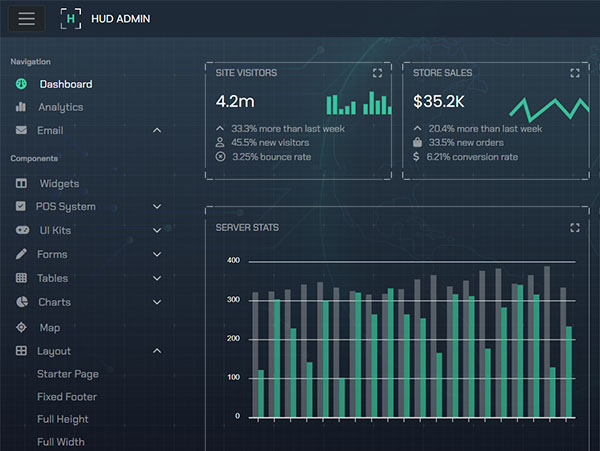 H HUD ADMIN
Navigation
Dashboard
Analytics
Email
Components
Widgets
POS System
UI Kits
Forms
Tables
Charts
Map
Layout
Starter Page
Fixed Footer
Full Height
Full Width
SITE VISITORS
4.2m
33.3% more than last week
45.5% new visitors
3.25% bounce rate
STORE SALES
$35.2K
20.4% more than last week
33.5% new orders
$ 6.21% conversion rate
SERVER STATS
400
300
200
100
0